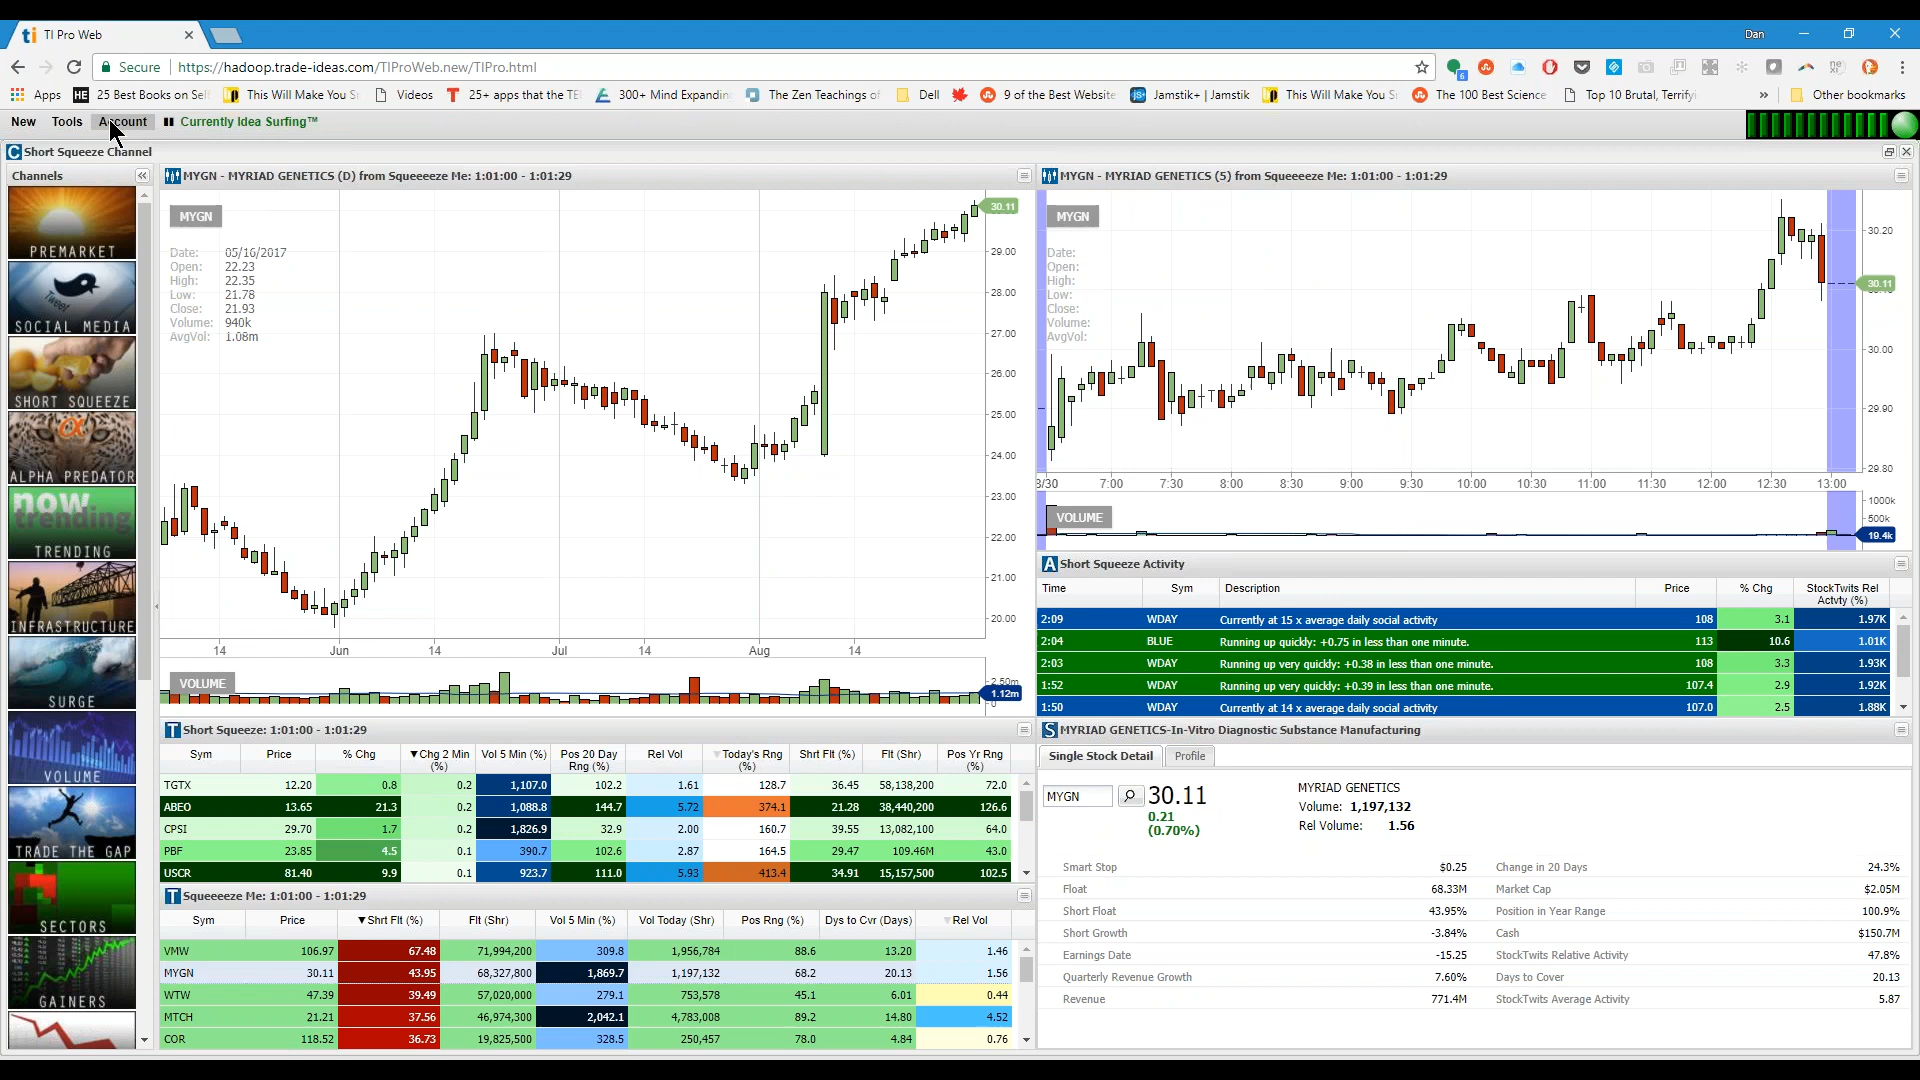 TI Pro Web
Dan
Secure https://hadoop.trade-ideas.com/TIProWeb.new/TIPro.html
6
Apps 25 Best Books on Sel This Will Make You S Videos 25+ apps that the TE 300+ Mind Expandin The Zen Teachings of Dell 9 of the Best Website Jamstik+ | Jamstik This Will Make You S The 100 Best Science Top 10 Brutal, Terrify » Other bookmarks
New Tools Account Currently Idea Surfing™
Short Squeeze Channel
Channels
PREMARKET
Tweet
SOCIAL MEDIA
SHORT SQUEEZE
ALPHA PREDATOR
now
trending
TRENDING
INFRASTRUCTURE
SURGE
VOLUME
TRADE THE GAP
SECTORS
GAINERS
MYGN - MYRIAD GENETICS (D) from Squeeeeze Me: 1:01:00 - 1:01:29
MYGN
Date: 05/16/2017
Open: 22.23
High: 22.35
Low: 21.78
Close: 21.93
Volume: 940k
AvgVol: 1.08m
30.11
29.00
28.00
27.00
26.00
25.00
24.00
23.00
22.00
21.00
20.00
14 Jun 14 Jul 14 Aug 14
VOLUME
2.50m
1.12m
0
MYGN - MYRIAD GENETICS (5) from Squeeeeze Me: 1:01:00 - 1:01:29
MYGN
Date:
Open:
High:
Low:
Close:
Volume:
AvgVol:
30.20
30.11
30.00
29.90
29.80
8/30 7:00 7:30 8:00 8:30 9:00 9:30 10:00 10:30 11:00 11:30 12:00 12:30 13:00
VOLUME
1000k
500k
19.4k
Short Squeeze Activity
Time Sym Description Price % Chg StockTwits Rel Actvty (%)
2:09 WDAY Currently at 15 x average daily social activity 108 3.1 1.97K
2:04 BLUE Running up quickly: +0.75 in less than one minute. 113 10.6 1.01K
2:03 WDAY Running up very quickly: +0.38 in less than one minute. 108 3.3 1.93K
1:52 WDAY Running up very quickly: +0.39 in less than one minute. 107.4 2.9 1.92K
1:50 WDAY Currently at 14 x average daily social activity 107.0 2.5 1.88K
Short Squeeze: 1:01:00 - 1:01:29
Sym Price % Chg ▼Chg 2 Min (%) Vol 5 Min (%) Pos 20 Day Rng (%) Rel Vol ▼Today's Rng (%) Shrt Flt (%) Flt (Shr) Pos Yr Rng (%)
TGTX 12.20 0.8 0.2 1,107.0 102.2 1.61 128.7 36.45 58,138,200 72.0
ABEO 13.65 21.3 0.2 1,088.8 144.7 5.72 374.1 21.28 38,440,200 126.6
CPSI 29.70 1.7 0.2 1,826.9 32.9 2.00 160.7 39.55 13,082,100 64.0
PBF 23.85 4.5 0.1 390.7 102.6 2.87 164.5 29.47 109.46M 43.0
USCR 81.40 9.9 0.1 923.7 111.0 5.93 413.4 34.91 15,157,500 102.5
Squeeeeze Me: 1:01:00 - 1:01:29
Sym Price ▼Shrt Flt (%) Flt (Shr) Vol 5 Min (%) Vol Today (Shr) Pos Rng (%) Dys to Cvr (Days) ▼Rel Vol
VMW 106.97 67.48 71,994,200 309.8 1,956,784 88.6 13.20 1.46
MYGN 30.11 43.95 68,327,800 1,869.7 1,197,132 68.2 20.13 1.56
WTW 47.39 39.49 57,020,000 279.1 753,578 45.1 6.01 0.44
MTCH 21.21 37.56 46,974,300 2,042.1 4,783,008 89.2 14.80 4.52
COR 118.52 36.73 19,825,500 328.5 250,457 78.0 4.84 0.76
MYRIAD GENETICS-In-Vitro Diagnostic Substance Manufacturing
Single Stock Detail Profile
MYGN 30.11
0.21
(0.70%)
MYRIAD GENETICS
Volume: 1,197,132
Rel Volume: 1.56
Smart Stop $0.25 Change in 20 Days 24.3%
Float 68.33M Market Cap $2.05M
Short Float 43.95% Position in Year Range 100.9%
Short Growth -3.84% Cash $150.7M
Earnings Date -15.25 StockTwits Relative Activity 47.8%
Quarterly Revenue Growth 7.60% Days to Cover 20.13
Revenue 771.4M StockTwits Average Activity 5.87